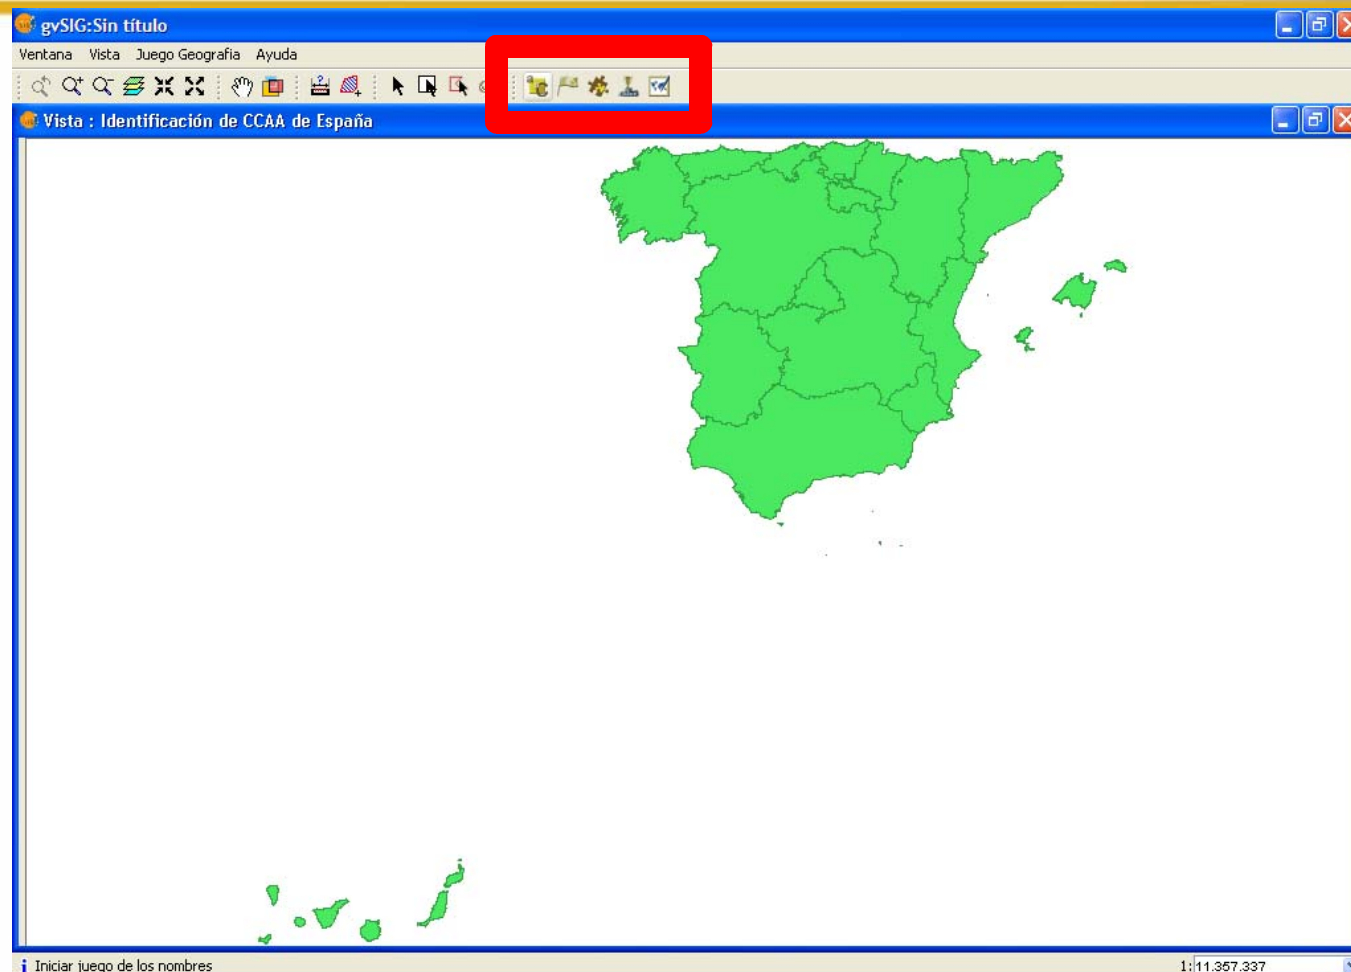 gvSIG:Sin título
Ventana Vista Juego Geografia Ayuda
Vista : Identificación de CCAA de España
Iniciar juego de los nombres
1: 11.357.337